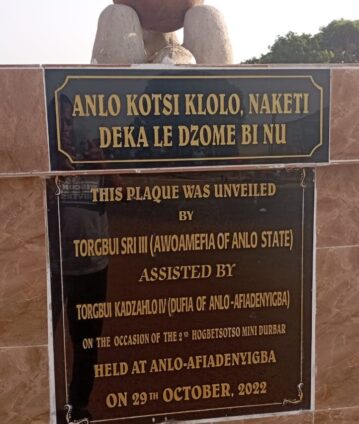 ANLO KOTSI KLOLO, NAKETI
DEKA LE DZOME BI NU
THIS PLAQUE WAS UNVEILED
BY
TORGBUI SRI III (AWOAMEFIA OF ANLO STATE)
ASSISTED BY
TORGBUI KADZAHLO IV (DUFIA OF ANLO-AFIADENYIGBA)
ON THE OCCASION OF THE 2ND HOGBETSOTSO MINI DURBAR
HELD AT ANLO-AFIADENYIGBA
ON 29TH OCTOBER, 2022